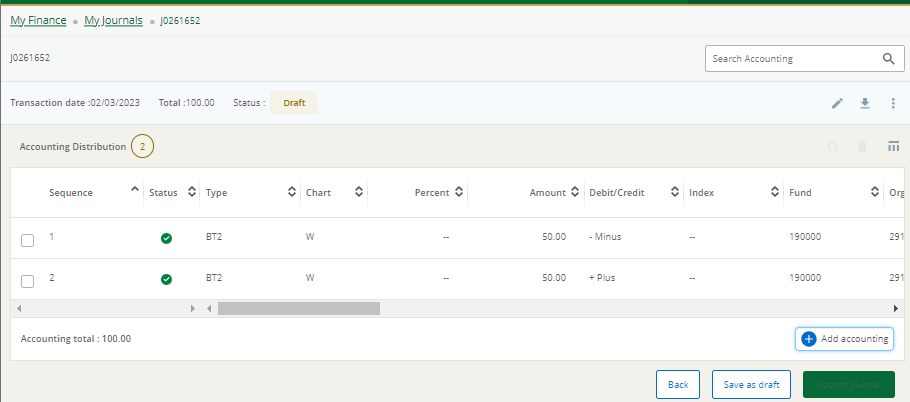 My Finance My Journals J0261652
J0261652
Search Accounting
Transaction date :02/03/2023 Total :100.00 Status : Draft
Accounting Distribution 2
Sequence Status Type Chart Percent Amount Debit/Credit Index Fund Org
1 BT2 W -- 50.00 - Minus -- 190000 291
2 BT2 W -- 50.00 + Plus -- 190000 291
Accounting total : 100.00 Add accounting
Back Save as draft Submit journal